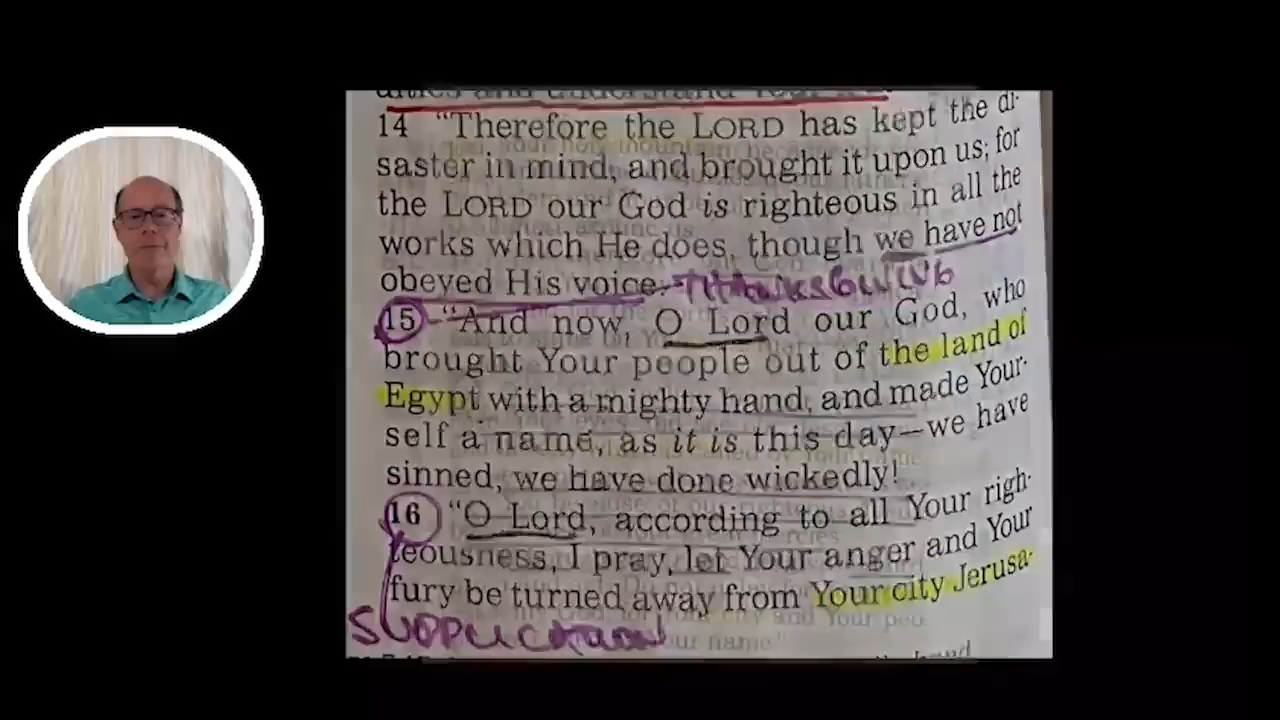 14 "Therefore the LORD has kept the di-
saster in mind, and brought it upon us; for
the LORD our God is righteous in all the
works which He does, though we have not
obeyed His voice. THANKSGIVING
15 "And now, O Lord our God, who
brought Your people out of the land of
Egypt with a mighty hand, and made Your-
self a name, as it is this day—we have
sinned, we have done wickedly!
16 "O Lord, according to all Your righ-
teousness, I pray, let Your anger and Your
fury be turned away from Your city Jerusa-
SUPPLICATION